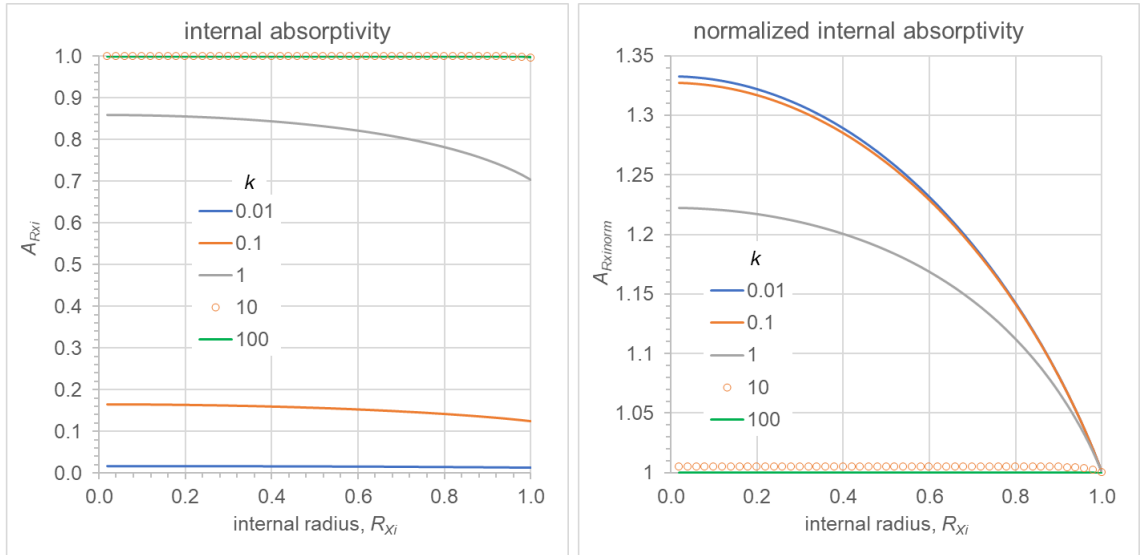 internal absorptivity
1.0
0.9
0.8
0.7
0.6
0.5
0.4
0.3
0.2
0.1
0.0
A_Rxi
k
0.01
0.1
1
10
100
0.0 0.2 0.4 0.6 0.8 1.0
internal radius, R_Xi
normalized internal absorptivity
1.35
1.3
1.25
1.2
1.15
1.1
1.05
1
A_Rxinorm
k
0.01
0.1
1
10
100
0.0 0.2 0.4 0.6 0.8 1.0
internal radius, R_Xi